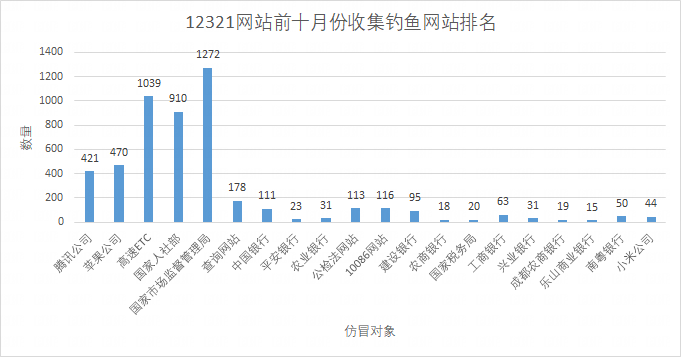 12321网站前十月份收集钓鱼网站排名
数量
1400
1200
1000
800
600
400
200
0
421
470
1039
910
1272
178
111
23
31
113
116
95
18
20
63
31
19
15
50
44
腾讯公司
苹果公司
高速ETC
国家人社部
国家市场监督管理局
查询网站
中国银行
平安银行
农业银行
公检法网站
10086网站
建设银行
农商银行
国家税务局
工商银行
兴业银行
成都农商银行
乐山商业银行
南粤银行
小米公司
仿冒对象